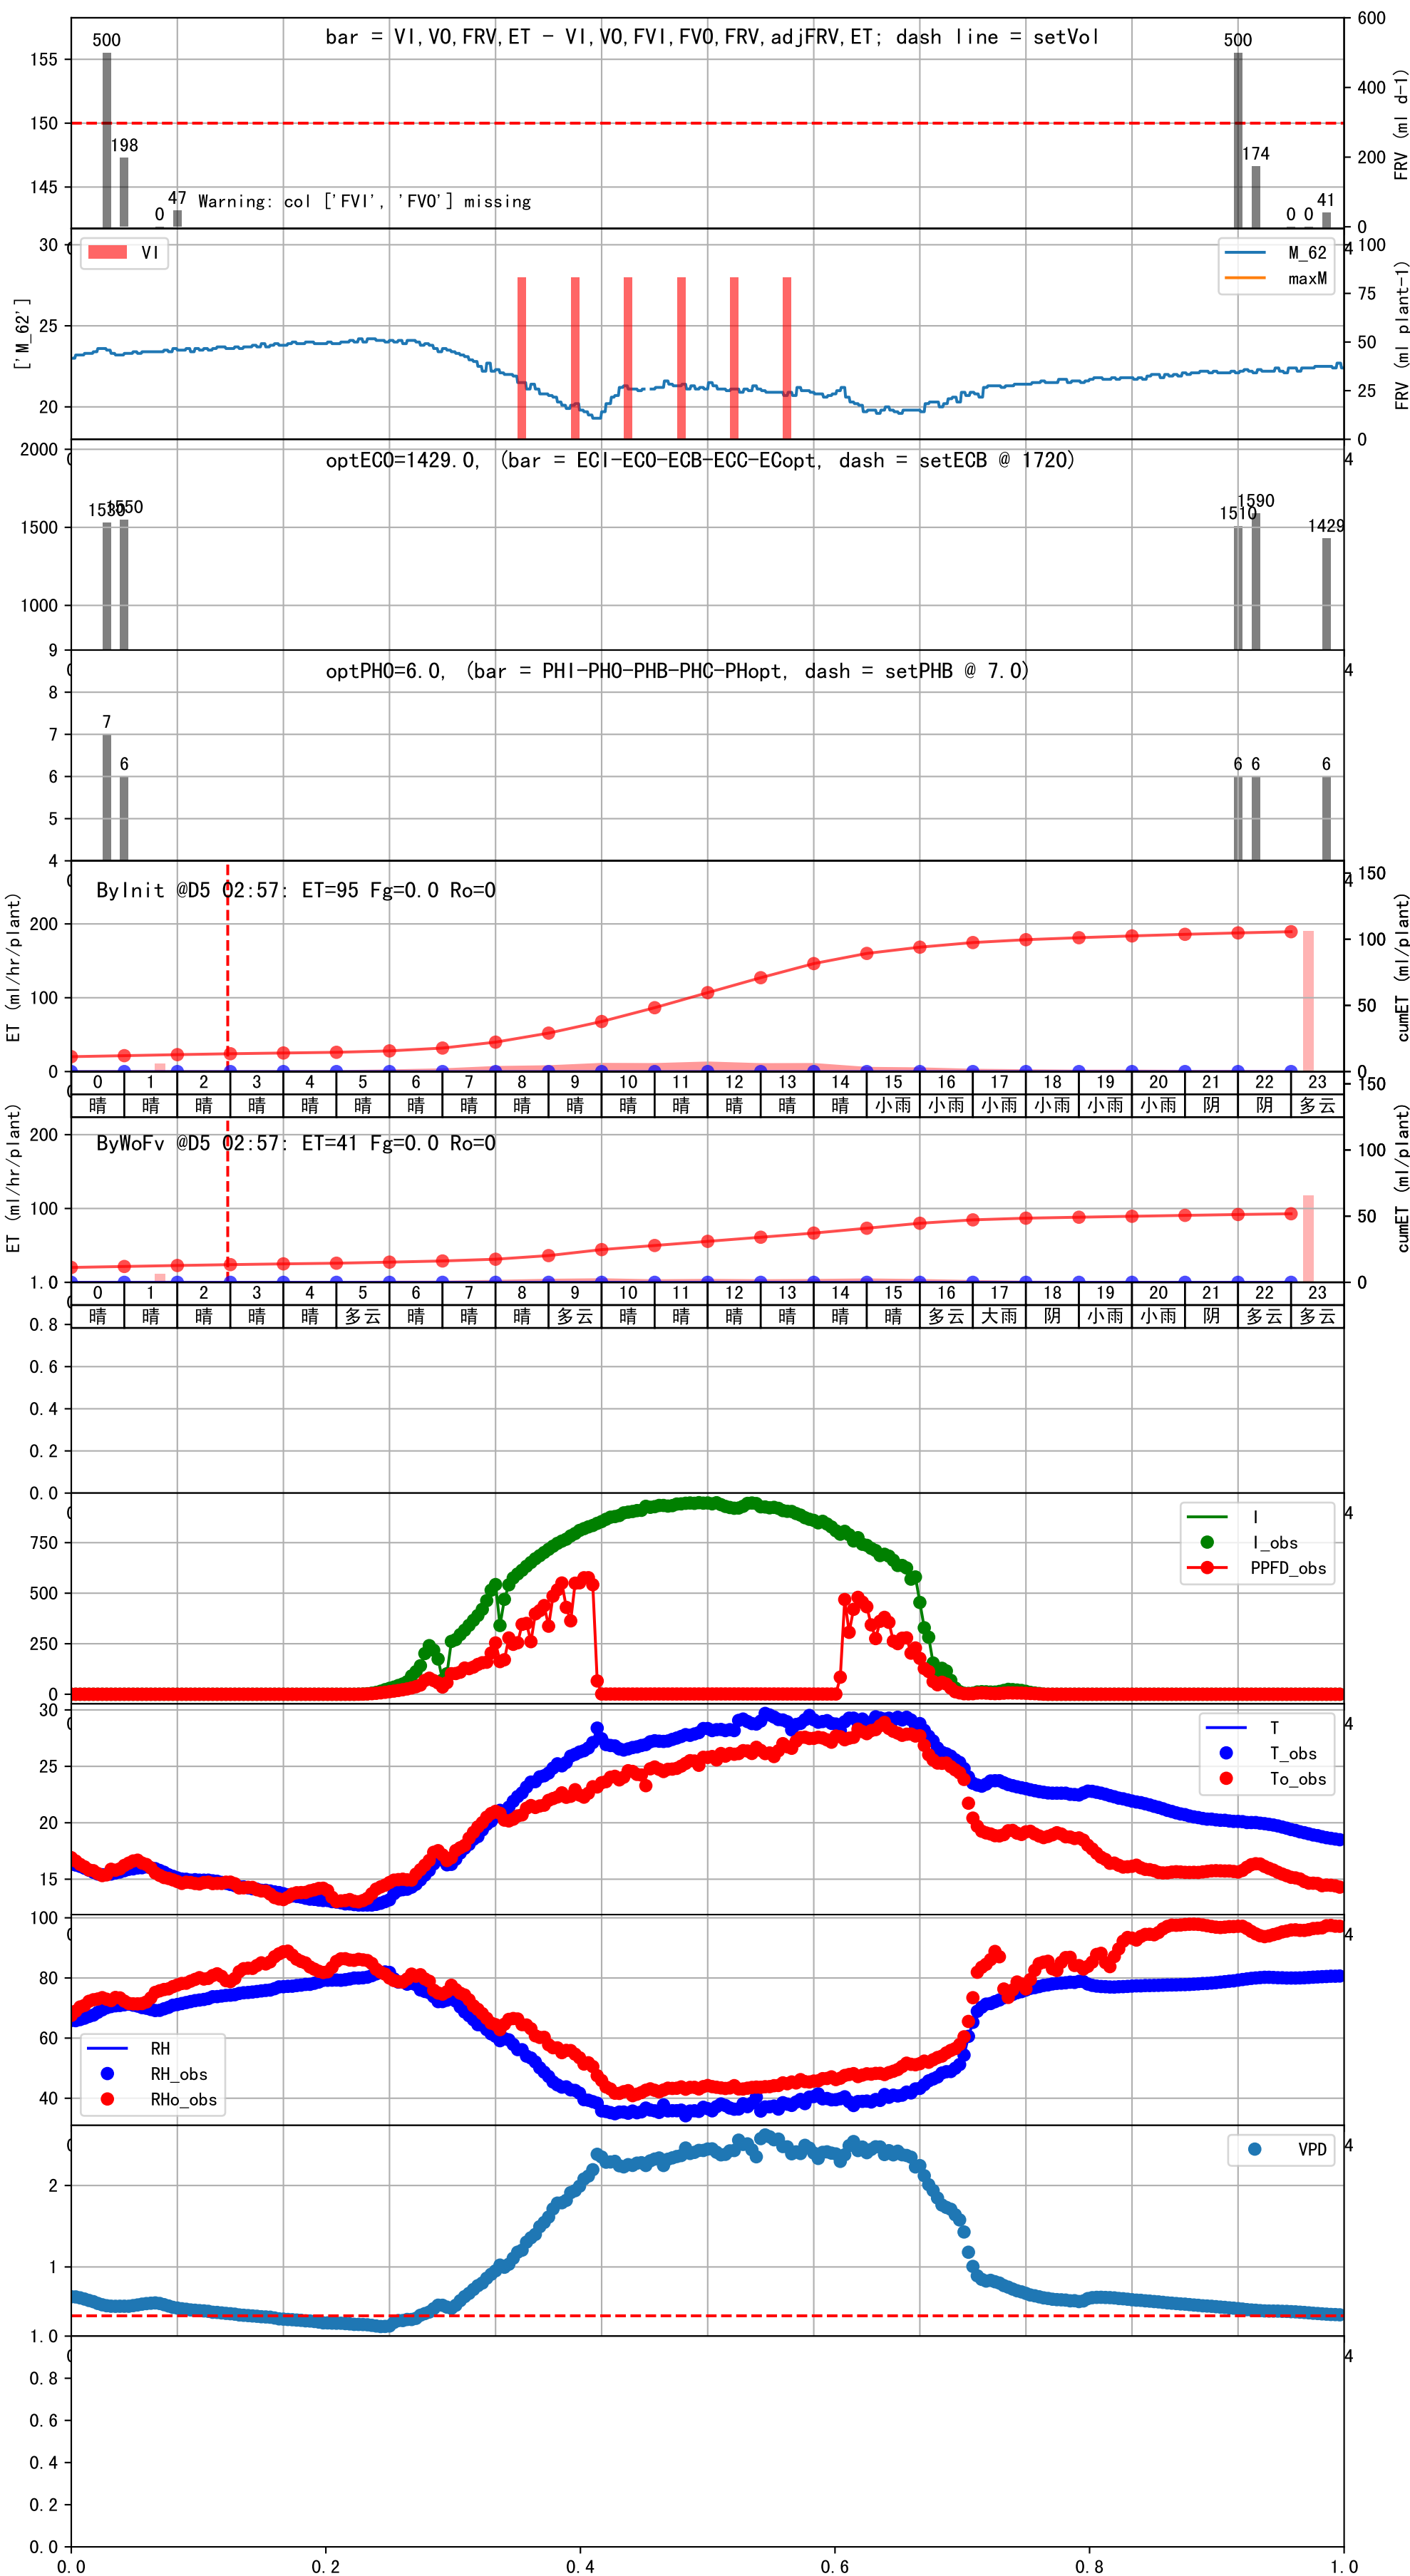 bar = VI,VO,FRV,ET - VI,VO,FVI,FVO,FRV,adjFRV,ET; dash line = setVol
500
198
0
47
Warning: col ['FVI', 'FVO'] missing
500
174
0 0
41
155
150
145
600
400
200
0
FRV (ml d-1)
VI
M_62
maxM
['M_62']
30
25
20
100
75
50
25
0
FRV (ml plant-1)
optECO=1429.0, (bar = ECI-ECO-ECB-ECC-ECopt, dash = setECB @ 1720)
2000
1500
1000
1530
1550
1510
1590
1429
optPHO=6.0, (bar = PHI-PHO-PHB-PHC-PHopt, dash = setPHB @ 7.0)
9
8
7
6
5
4
7
6
6 6
6
ByInit @D5 02:57: ET=95 Fg=0.0 Ro=0
ET (ml/hr/plant)
200
100
0
150
100
50
0
cumET (ml/plant)
0 1 2 3 4 5 6 7 8 9 10 11 12 13 14 15 16 17 18 19 20 21 22 23
晴 晴 晴 晴 晴 晴 晴 晴 晴 晴 晴 晴 晴 晴 晴 小雨 小雨 小雨 小雨 小雨 小雨 阴 阴 多云
ByWoFv @D5 02:57: ET=41 Fg=0.0 Ro=0
ET (ml/hr/plant)
200
100
150
100
50
0
cumET (ml/plant)
0 1 2 3 4 5 6 7 8 9 10 11 12 13 14 15 16 17 18 19 20 21 22 23
晴 晴 晴 晴 晴 多云 晴 晴 晴 多云 晴 晴 晴 晴 晴 晴 多云 大雨 阴 小雨 小雨 阴 多云 多云
1.0
0.8
0.6
0.4
0.2
0.0
I
I_obs
PPFD_obs
750
500
250
0
T
T_obs
To_obs
30
25
20
15
RH
RH_obs
RHo_obs
100
80
60
40
VPD
2
1
1.0
0.8
0.6
0.4
0.2
0.0
0.0 0.2 0.4 0.6 0.8 1.0